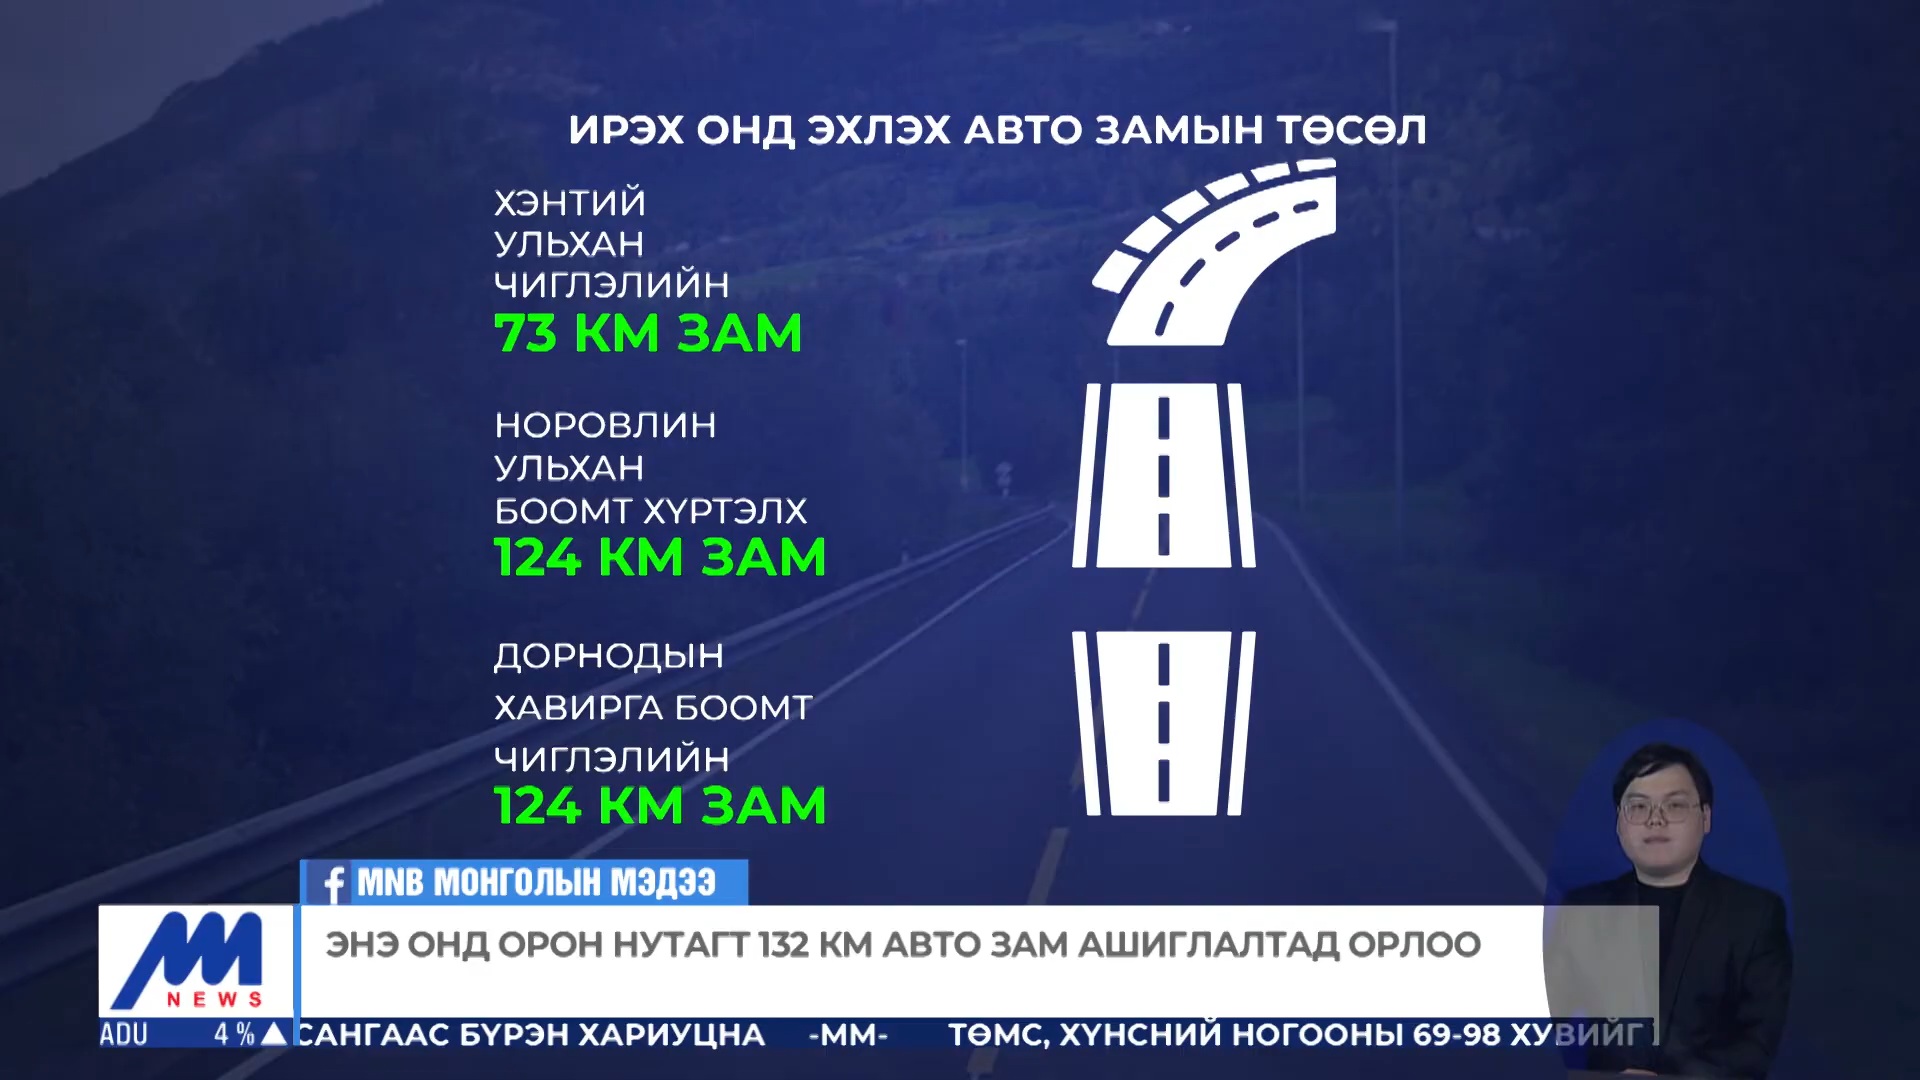 ИРЭХ ОНД ЭХЛЭХ АВТО ЗАМЫН ТӨСӨЛ
ХЭНТИЙ
УЛЬХАН
ЧИГЛЭЛИЙН
73 КМ ЗАМ
НОРОВЛИН
УЛЬХАН
БООМТ ХҮРТЭЛХ
124 КМ ЗАМ
ДОРНОДЫН
ХАВИРГА БООМТ
ЧИГЛЭЛИЙН
124 КМ ЗАМ
MNB МОНГОЛЫН МЭДЭЭ
ЭНЭ ОНД ОРОН НУТАГТ 132 КМ АВТО ЗАМ АШИГЛАЛТАД ОРЛОО
NEWS
ADU 4 % САНГААС БҮРЭН ХАРИУЦНА -ММ- ТӨМС, ХҮНСНИЙ НОГООНЫ 69-98 ХУВИЙГ